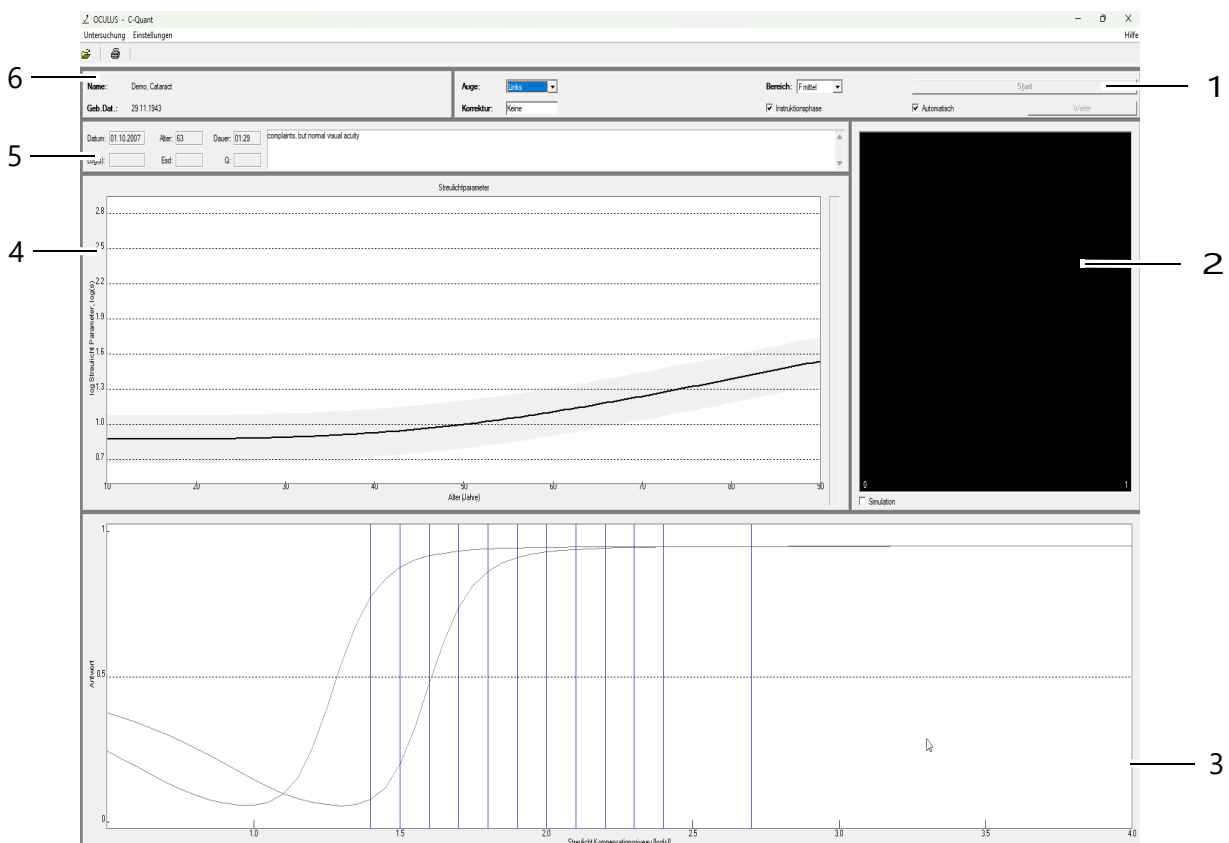 OCULUS - C-Quant
Untersuchung Einstellungen Hilfe
6
Name: Demo, Cataract
Geb.Dat.: 29.11.1943
Auge: Links
Korrektur: Keine
Bereich: F mittel
Instruktionsphase
Start
Automatisch
Weiter
1
5
Datum: 01.10.2007 Alter: 63 Dauer: 01:29 complaints, but normal visual acuity
Esd: Q:
4
Streulichtparameter
log Streulicht Parameter, log(s)
2.8
2.5
2.2
1.9
1.6
1.3
1.0
0.7
10 20 30 40 50 60 70 80 90
Alter (Jahre)
2
0 1
Simulation
Antwort
1
0.5
0
1.0 1.5 2.0 2.5 3.0 3.5 4.0
Streulicht Kompensationsniveau [log(s)]
3